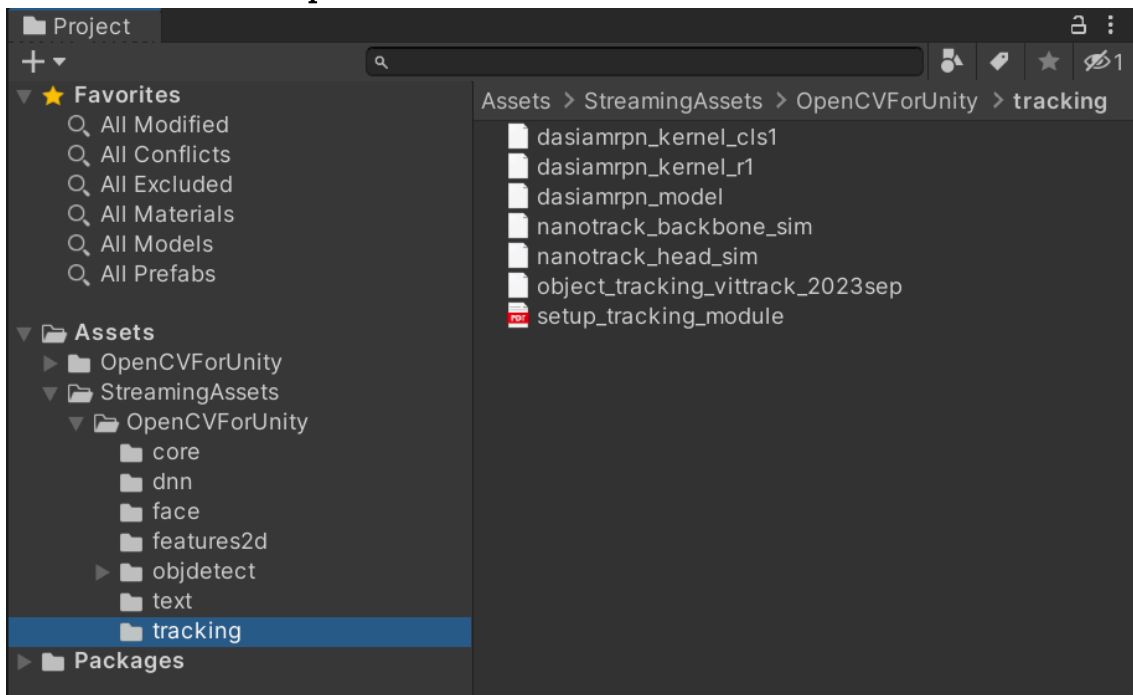 Project
1
Favorites
All Modified
All Conflicts
All Excluded
All Materials
All Models
All Prefabs
Assets
OpenCVForUnity
StreamingAssets
OpenCVForUnity
core
dnn
face
features2d
objdetect
text
tracking
Packages
Assets > StreamingAssets > OpenCVForUnity > tracking
dasiamrpn_kernel_cls1
dasiamrpn_kernel_r1
dasiamrpn_model
nanotrack_backbone_sim
nanotrack_head_sim
object_tracking_vittrack_2023sep
PDF setup_tracking_module